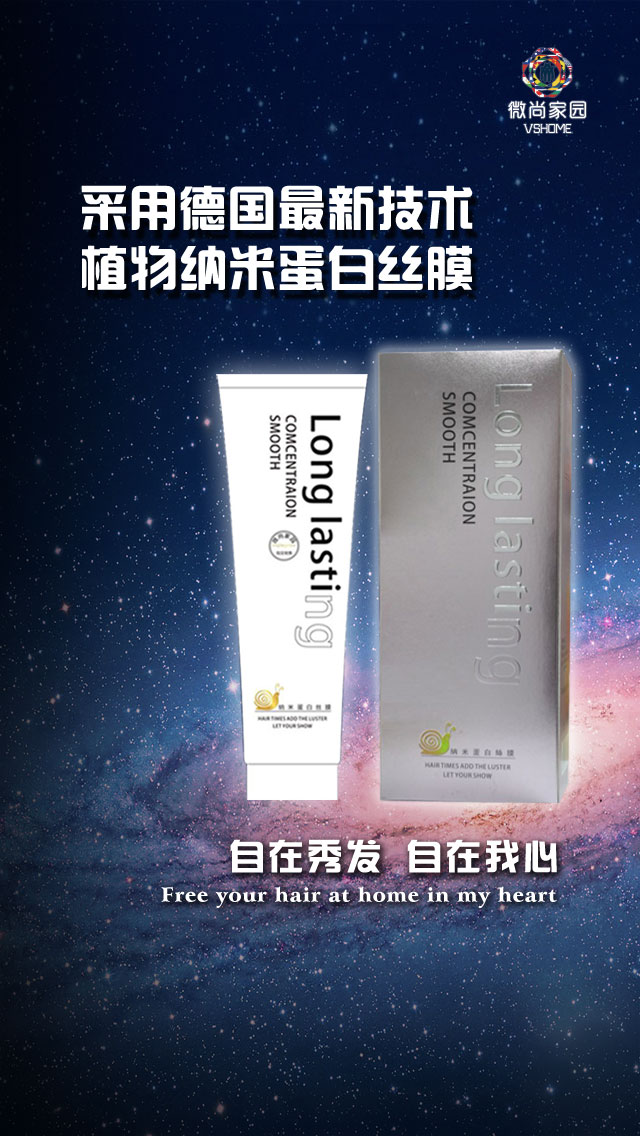 微尚家园
VSHOME
采用德国最新技术
植物纳米蛋白丝膜
Long lasting
COMCENTRAION
SMOOTH
纳米蛋白丝膜
HAIR TIMES ADD THE LUSTER
LET YOUR SHOW
Long lasting
COMCENTRAION
SMOOTH
纳米蛋白丝膜
HAIR TIMES ADD THE LUSTER
LET YOUR SHOW
自在秀发 自在我心
Free your hair at home in my heart